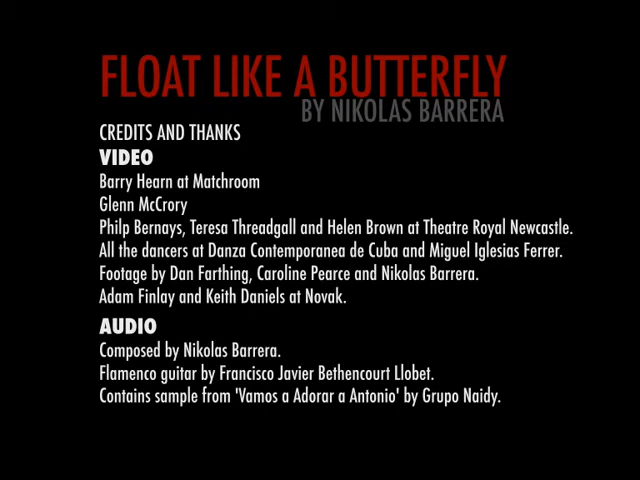 FLOAT LIKE A BUTTERFLY
BY NIKOLAS BARRERA
CREDITS AND THANKS
VIDEO
Barry Hearn at Matchroom
Glenn McCrory
Philp Bernays, Teresa Threadgall and Helen Brown at Theatre Royal Newcastle.
All the dancers at Danza Contemporanea de Cuba and Miguel Iglesias Ferrer.
Footage by Dan Farthing, Caroline Pearce and Nikolas Barrera.
Adam Finlay and Keith Daniels at Novak.
AUDIO
Composed by Nikolas Barrera.
Flamenco guitar by Francisco Javier Bethencourt Llobet.
Contains sample from 'Vamos a Adorar a Antonio' by Grupo Naidy.